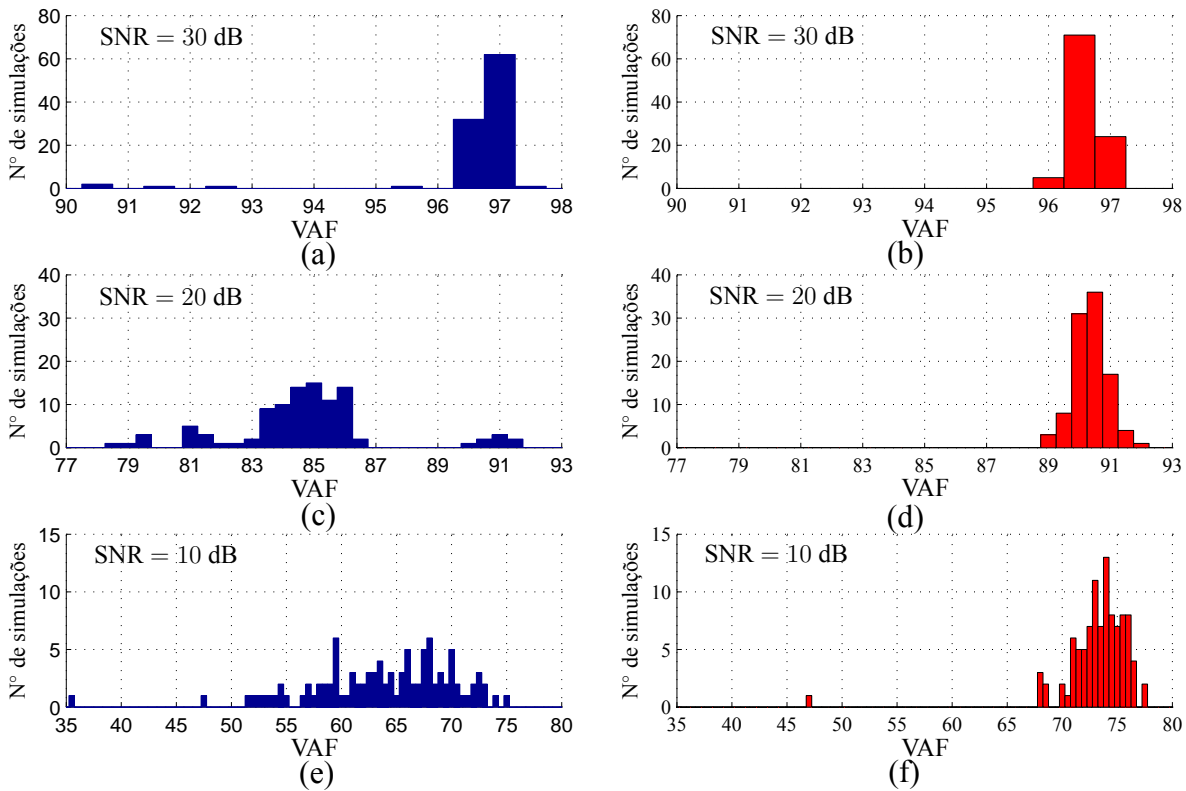 SNR = 30 dB
N° de simulações
80
60
40
20
0
90 91 92 93 94 95 96 97 98
VAF
(a)
SNR = 30 dB
N° de simulações
80
60
40
20
0
90 91 92 93 94 95 96 97 98
VAF
(b)
SNR = 20 dB
N° de simulações
40
30
20
10
0
77 79 81 83 85 87 89 91 93
VAF
(c)
SNR = 20 dB
N° de simulações
40
30
20
10
0
77 79 81 83 85 87 89 91 93
VAF
(d)
SNR = 10 dB
N° de simulações
15
10
5
0
35 40 45 50 55 60 65 70 75 80
VAF
(e)
SNR = 10 dB
N° de simulações
15
10
5
0
35 40 45 50 55 60 65 70 75 80
VAF
(f)